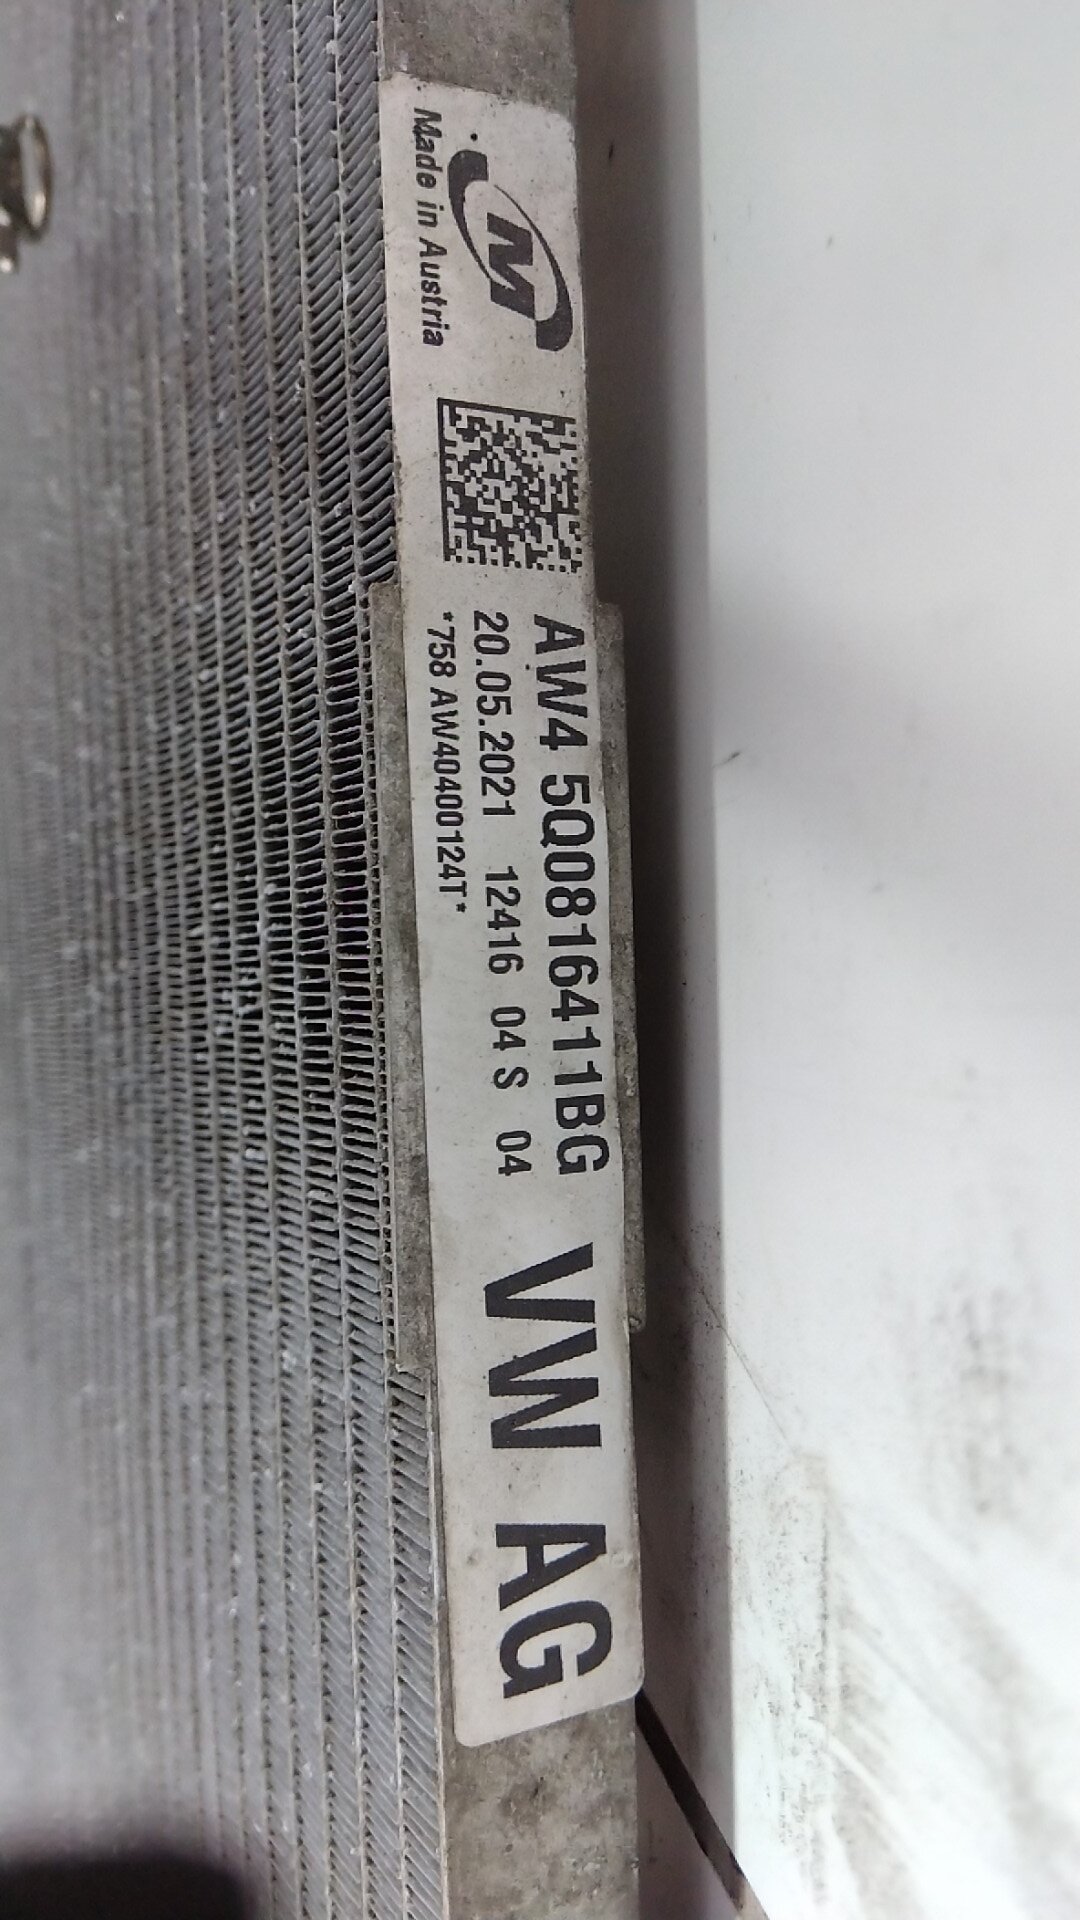 M
Made in Austria
AW4 5Q0816411BG
20.05.2021 12416 04 S 04
*758 AW40400124T*
VW AG